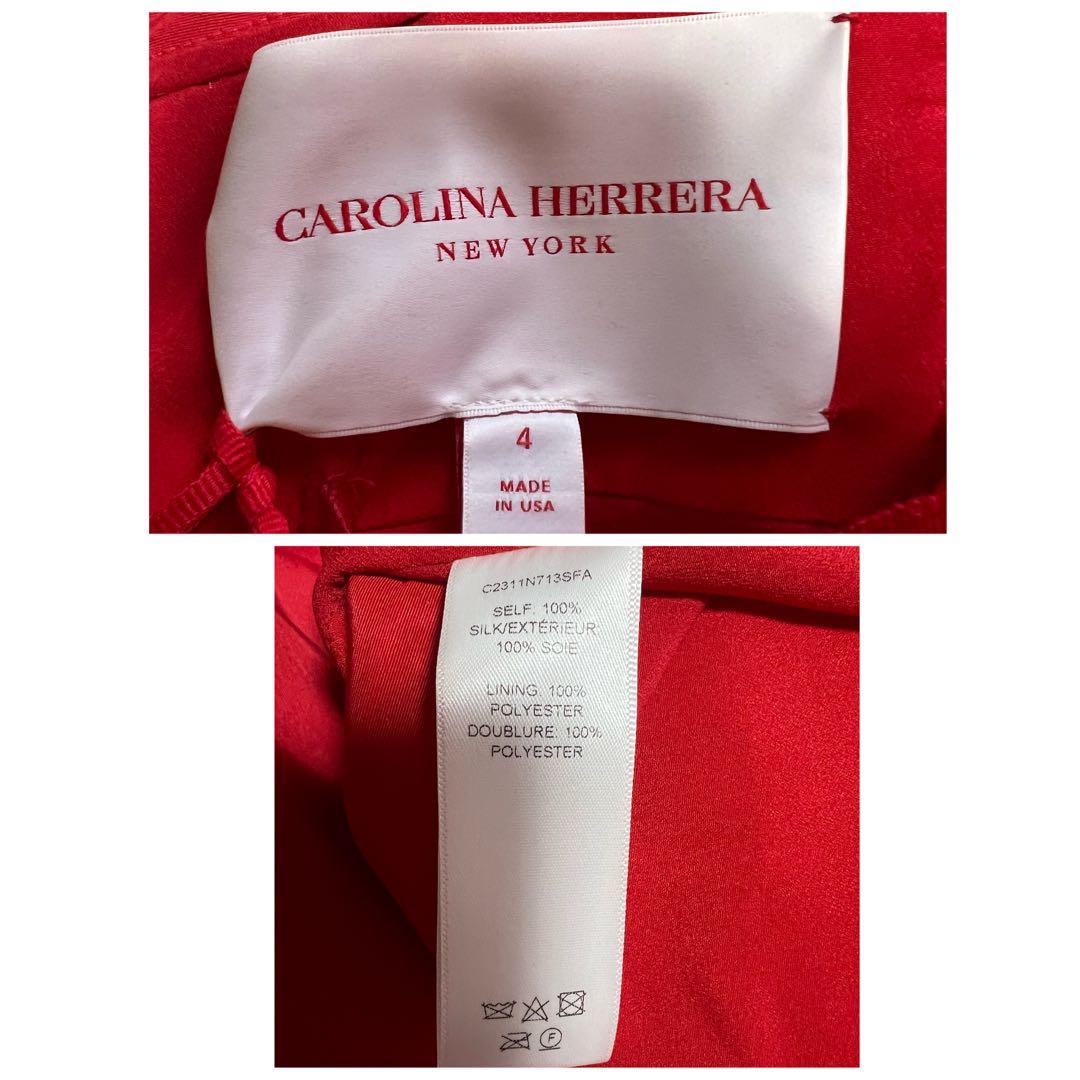 CAROLINA HERRERA
NEW YORK
4
MADE
IN USA
C2311N713SFA
SELF: 100%
SILK/EXTÉRIEUR:
100% SOIE
LINING: 100%
POLYESTER
DOUBLURE: 100%
POLYESTER
F